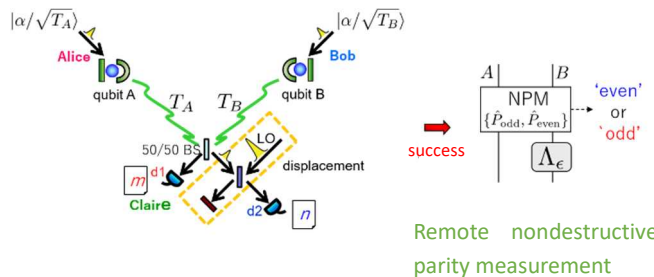 |α/√T_A⟩
|α/√T_B⟩
Alice
Bob
qubit A
qubit B
T_A
T_B
50/50 BS
LO
displacement
d1
m
Claire
d2
n
success
A
B
NPM
{P̂_odd, P̂_even}
'even'
or
'odd'
Λ_ϵ
Remote nondestructive
parity measurement